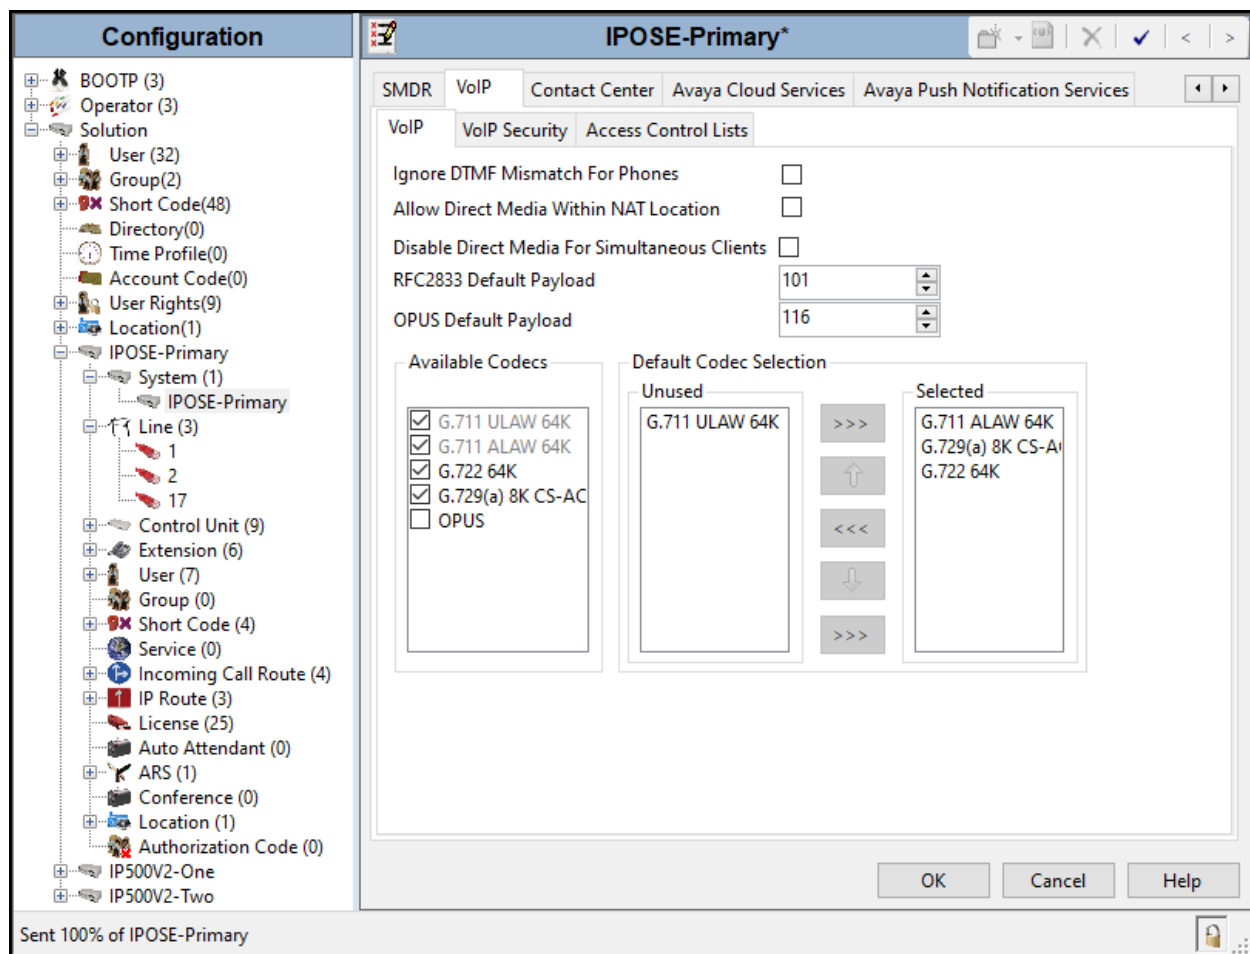 Configuration
BOOTP (3)
Operator (3)
Solution
User (32)
Group(2)
Short Code(48)
Directory(0)
Time Profile(0)
Account Code(0)
User Rights(9)
Location(1)
IPOSE-Primary
System (1)
IPOSE-Primary
Line (3)
1
2
17
Control Unit (9)
Extension (6)
User (7)
Group (0)
Short Code (4)
Service (0)
Incoming Call Route (4)
IP Route (3)
License (25)
Auto Attendant (0)
ARS (1)
Conference (0)
Location (1)
Authorization Code (0)
IP500V2-One
IP500V2-Two
IPOSE-Primary*
SMDR VoIP Contact Center Avaya Cloud Services Avaya Push Notification Services
VoIP VoIP Security Access Control Lists
Ignore DTMF Mismatch For Phones
Allow Direct Media Within NAT Location
Disable Direct Media For Simultaneous Clients
RFC2833 Default Payload 101
OPUS Default Payload 116
Available Codecs
G.711 ULAW 64K
G.711 ALAW 64K
G.722 64K
G.729(a) 8K CS-AC
OPUS
Default Codec Selection
Unused
G.711 ULAW 64K
>>>
<<<
>>>
Selected
G.711 ALAW 64K
G.729(a) 8K CS-A
G.722 64K
OK Cancel Help
Sent 100% of IPOSE-Primary